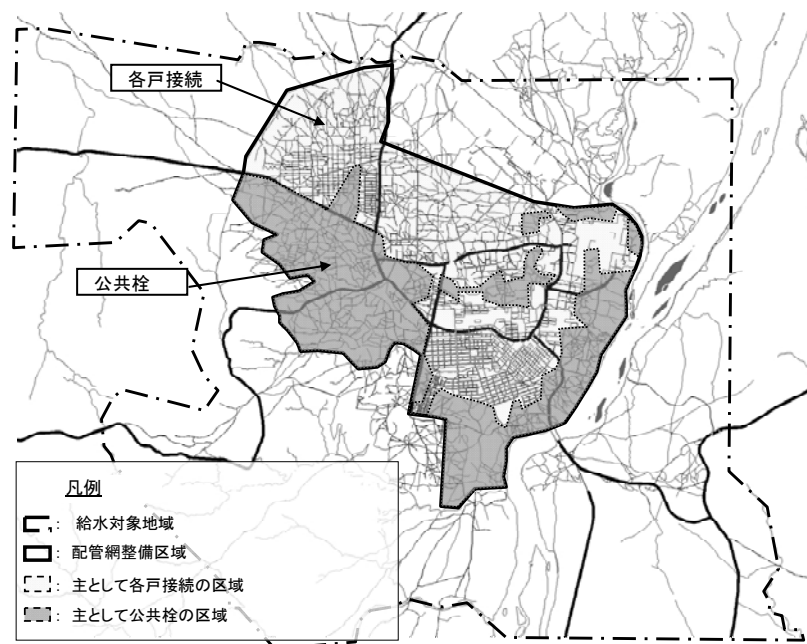 各戸接続
公共栓
凡例
： 給水対象地域
： 配管網整備区域
： 主として各戸接続の区域
： 主として公共栓の区域